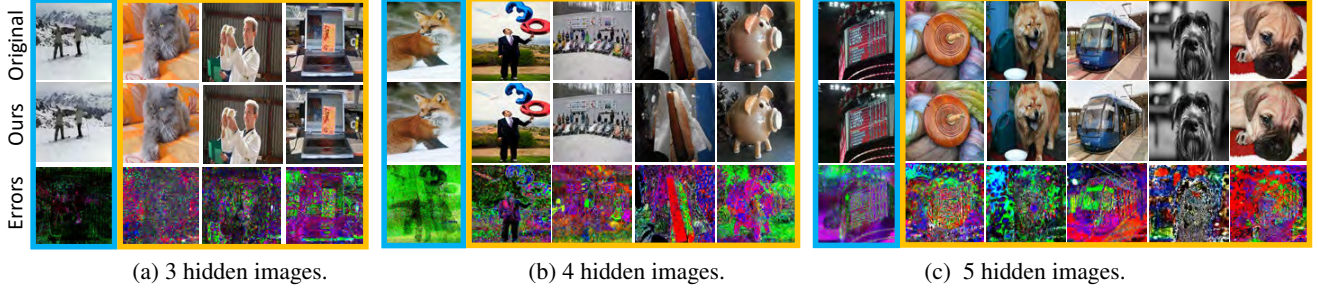 Original
Ours
Errors
(a) 3 hidden images.
(b) 4 hidden images.
(c) 5 hidden images.